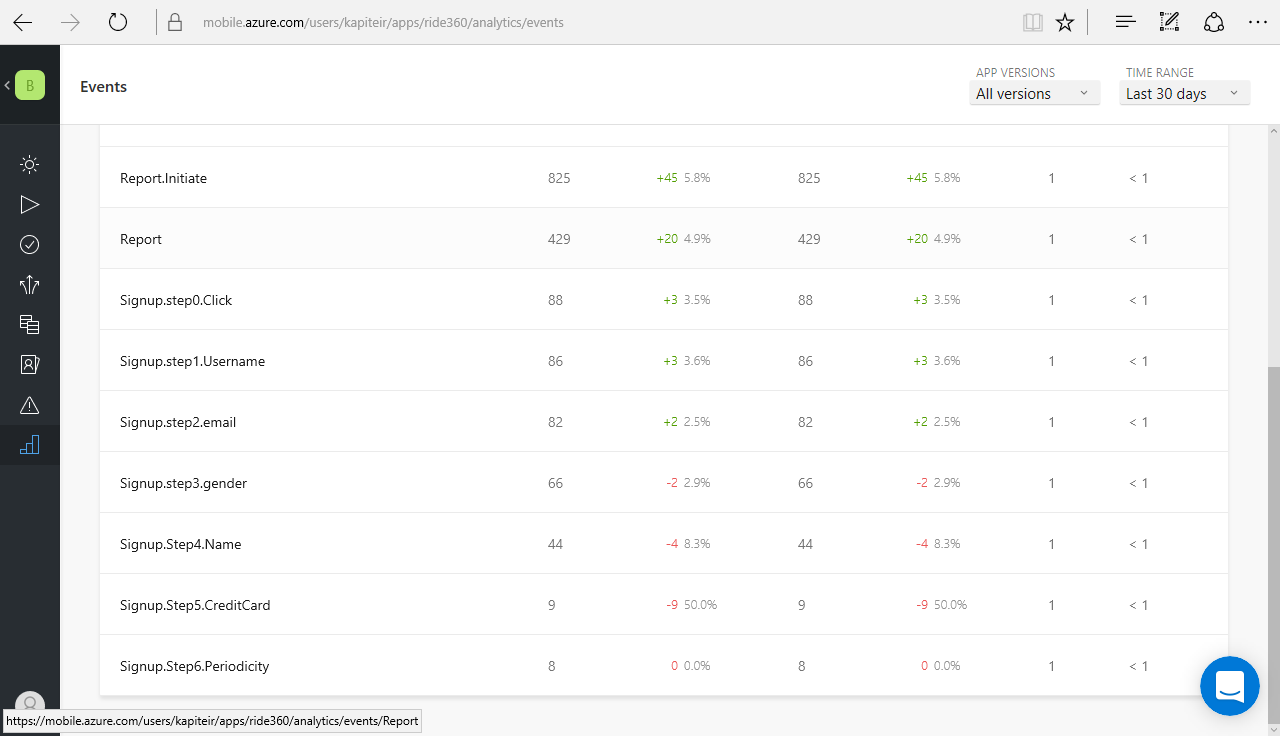 mobile.azure.com/users/kapiteir/apps/ride360/analytics/events
B
Events
APP VERSIONS
All versions
TIME RANGE
Last 30 days
Report.Initiate 825 +45 5.8% 825 +45 5.8% 1 < 1
Report 429 +20 4.9% 429 +20 4.9% 1 < 1
Signup.step0.Click 88 +3 3.5% 88 +3 3.5% 1 < 1
Signup.step1.Username 86 +3 3.6% 86 +3 3.6% 1 < 1
Signup.step2.email 82 +2 2.5% 82 +2 2.5% 1 < 1
Signup.step3.gender 66 -2 2.9% 66 -2 2.9% 1 < 1
Signup.Step4.Name 44 -4 8.3% 44 -4 8.3% 1 < 1
Signup.Step5.CreditCard 9 -9 50.0% 9 -9 50.0% 1 < 1
Signup.Step6.Periodicity 8 0 0.0% 8 0 0.0% 1 < 1
https://mobile.azure.com/users/kapiteir/apps/ride360/analytics/events/Report